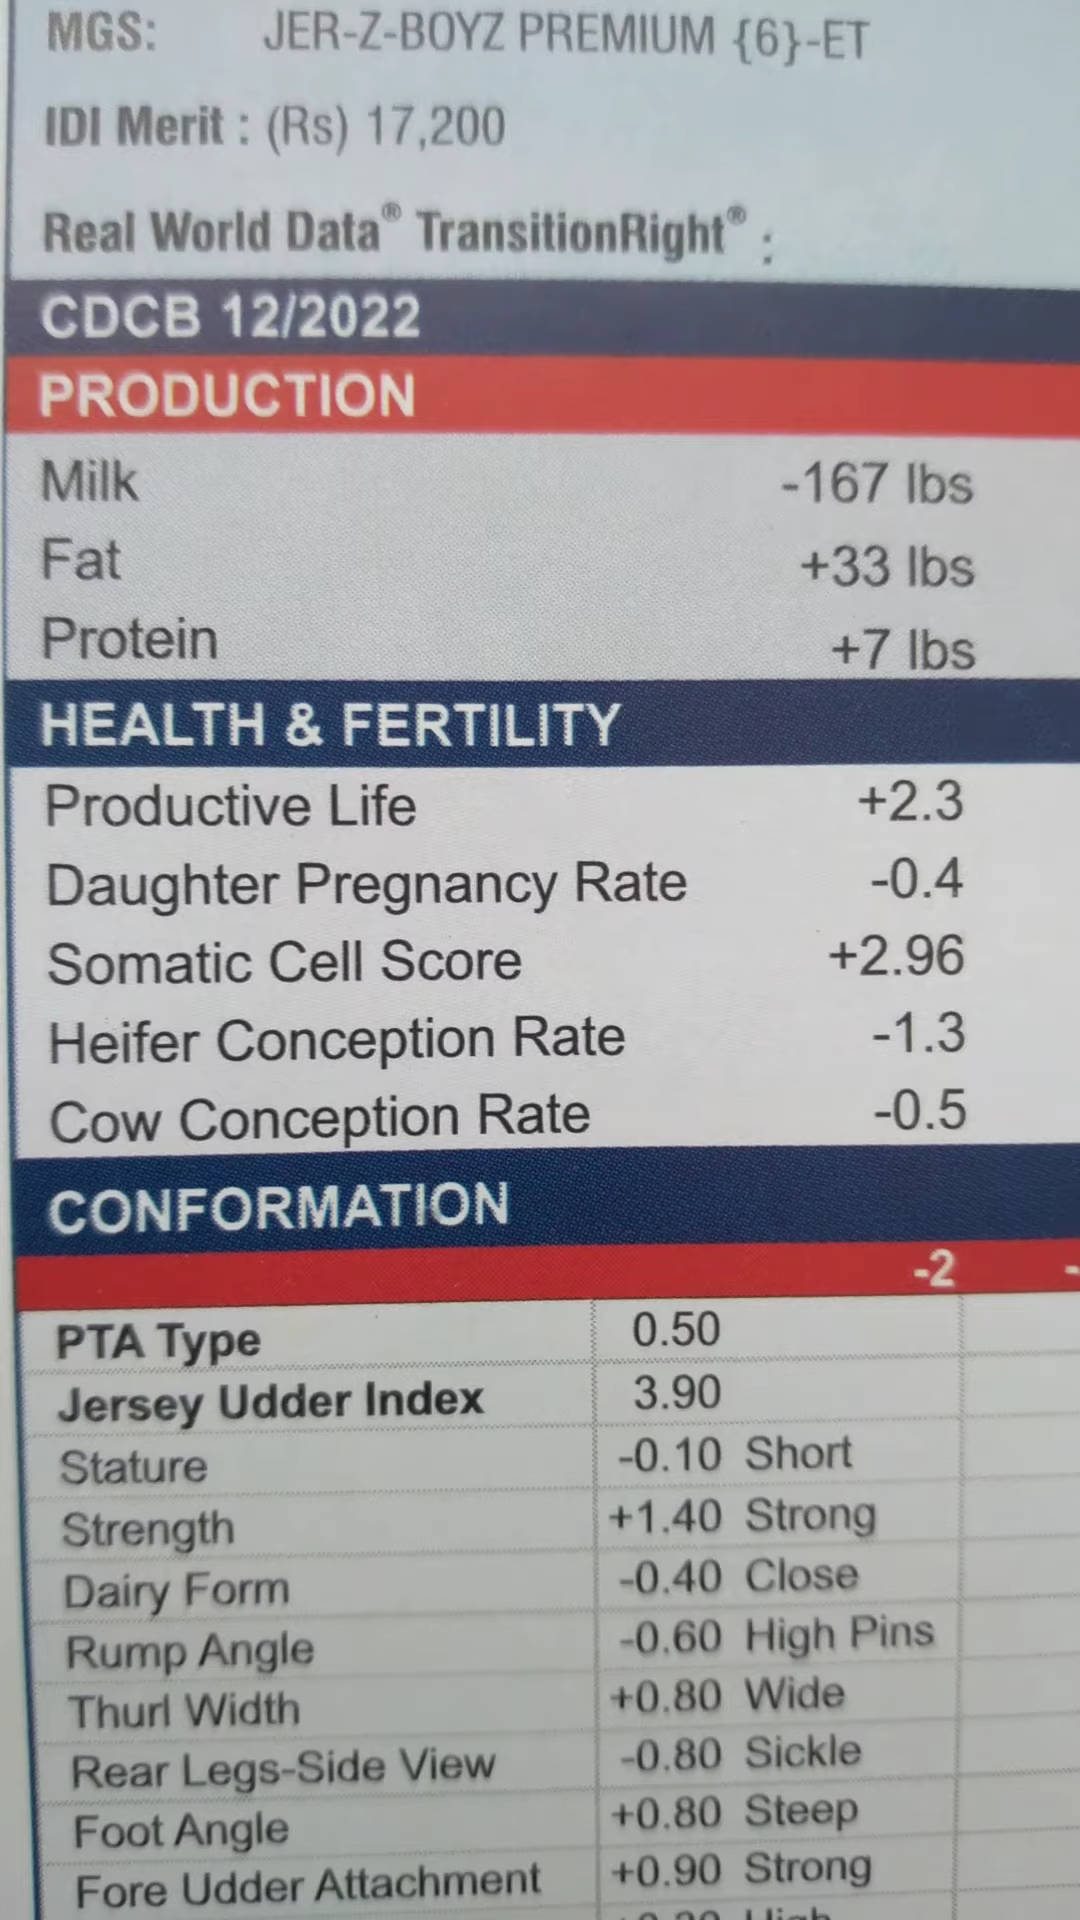 MGS: JER-Z-BOYZ PREMIUM {6}-ET
IDI Merit : (Rs) 17,200
Real World Data® TransitionRight® :
CDCB 12/2022
PRODUCTION
Milk -167 lbs
Fat +33 lbs
Protein +7 lbs
HEALTH & FERTILITY
Productive Life +2.3
Daughter Pregnancy Rate -0.4
Somatic Cell Score +2.96
Heifer Conception Rate -1.3
Cow Conception Rate -0.5
CONFORMATION
-2
PTA Type 0.50
Jersey Udder Index 3.90
Stature -0.10 Short
Strength +1.40 Strong
Dairy Form -0.40 Close
Rump Angle -0.60 High Pins
Thurl Width +0.80 Wide
Rear Legs-Side View -0.80 Sickle
Foot Angle +0.80 Steep
Fore Udder Attachment +0.90 Strong